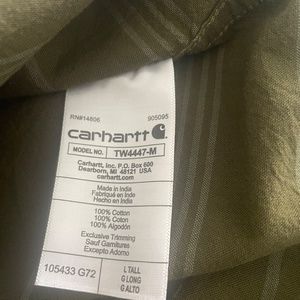 RN#14806 905095
carhartt
MODEL NO. TW4447-M
Carhartt, Inc. P.O. Box 600
Dearborn, MI 48121 USA
carhartt.com
Made in India
Fabriqué en Inde
Hecho en India
100% Cotton
100% Cotton
100% Algodón
Exclusive Trimming
Sauf Garnitures
Excepto Adorno
105433 G72
L TALL
G LONG
G ALTO